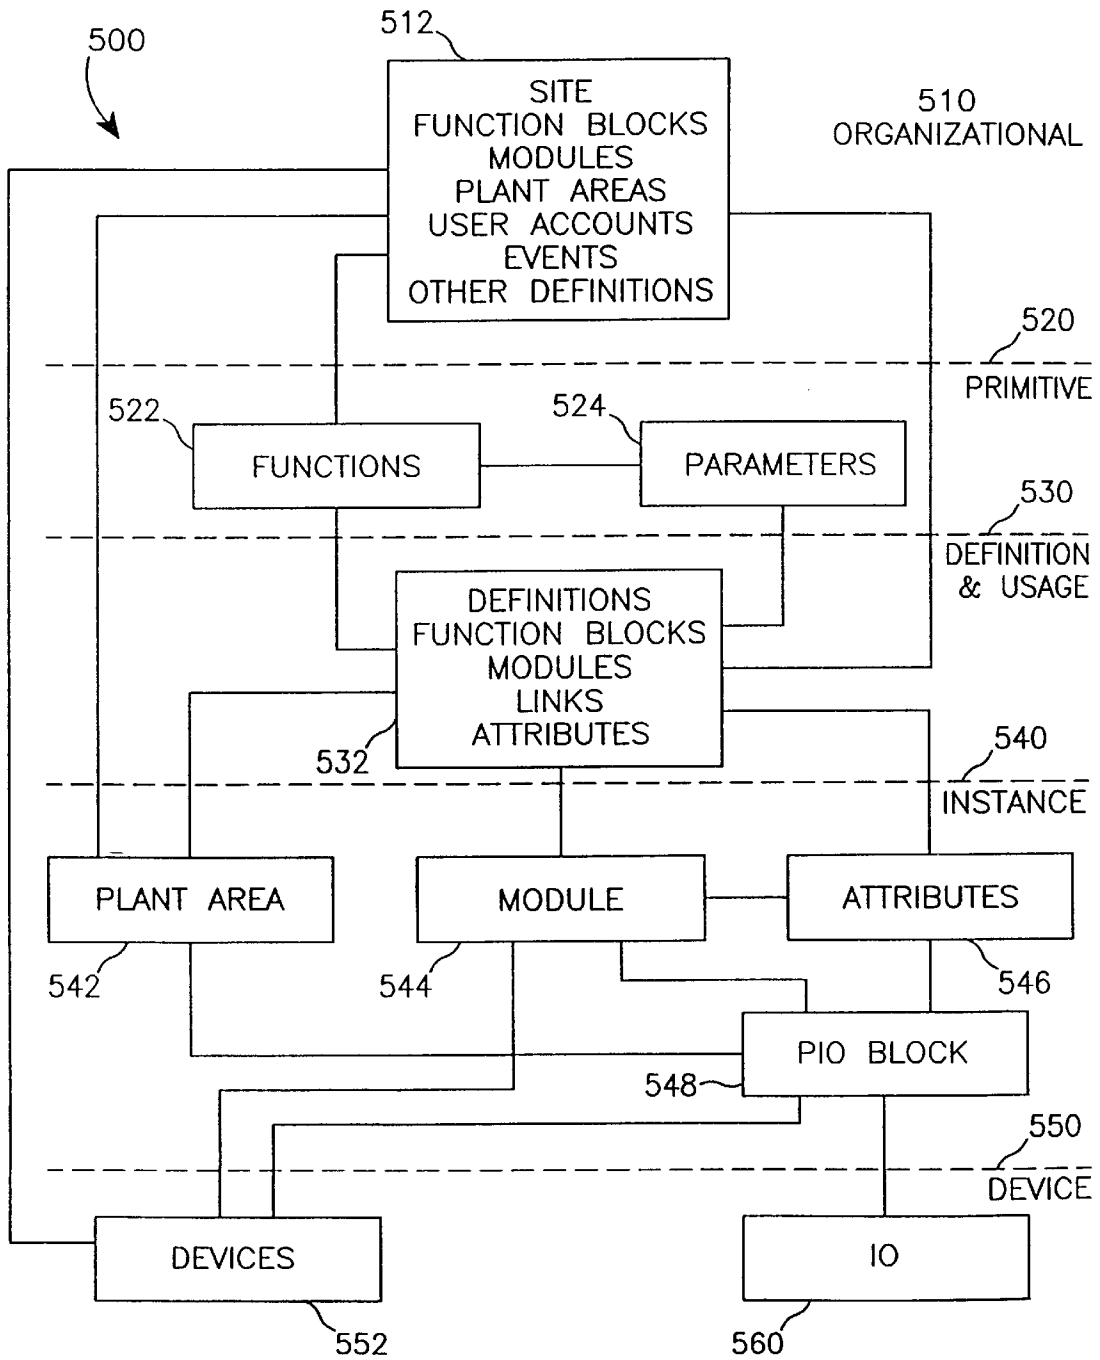 500
512
SITE
FUNCTION BLOCKS
MODULES
PLANT AREAS
USER ACCOUNTS
EVENTS
OTHER DEFINITIONS
510
ORGANIZATIONAL
520
PRIMITIVE
522
FUNCTIONS
524
PARAMETERS
530
DEFINITION
& USAGE
DEFINITIONS
FUNCTION BLOCKS
MODULES
LINKS
ATTRIBUTES
532
540
INSTANCE
PLANT AREA
542
MODULE
544
ATTRIBUTES
546
PIO BLOCK
548
550
DEVICE
DEVICES
552
IO
560